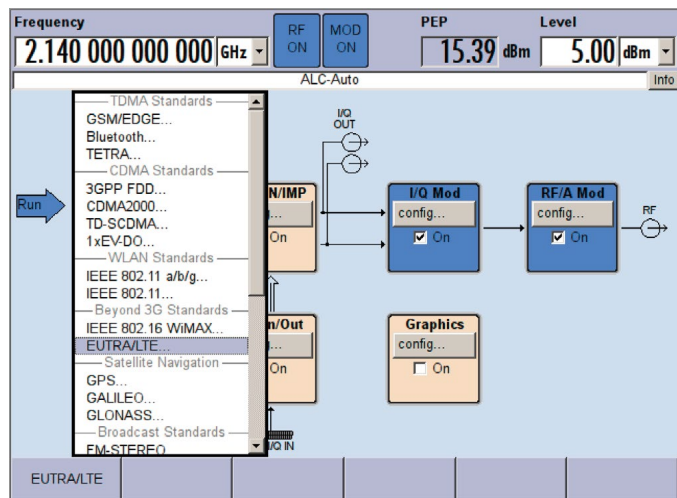 Frequency
RF ON
MOD ON
PEP
Level
2.140 000 000 000 GHz
15.39 dBm
5.00 dBm
ALC-Auto
Info
TDMA Standards
GSM/EDGE...
Bluetooth...
TETRA...
CDMA Standards
3GPP FDD...
CDMA2000...
TD-SCDMA...
1xEV-DO...
WLAN Standards
IEEE 802.11 a/b/g...
IEEE 802.11...
Beyond 3G Standards
IEEE 802.16 WiMAX...
EUTRA/LTE...
Satellite Navigation
GPS...
GALILEO...
GLONASS...
Broadcast Standards
FM-STEREO
Run
I/Q OUT
N/IMP
...
On
I/Q Mod
config...
On
RF/A Mod
config...
On
RF
n/Out
...
On
Graphics
config...
On
I/Q IN
EUTRA/LTE